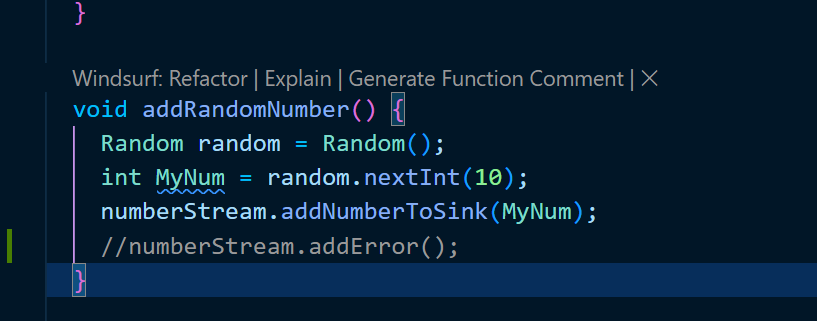 }
Windsurf: Refactor | Explain | Generate Function Comment | ×
void addRandomNumber() {
Random random = Random();
int MyNum = random.nextInt(10);
numberStream.addNumberToSink(MyNum);
//numberStream.addError();
}